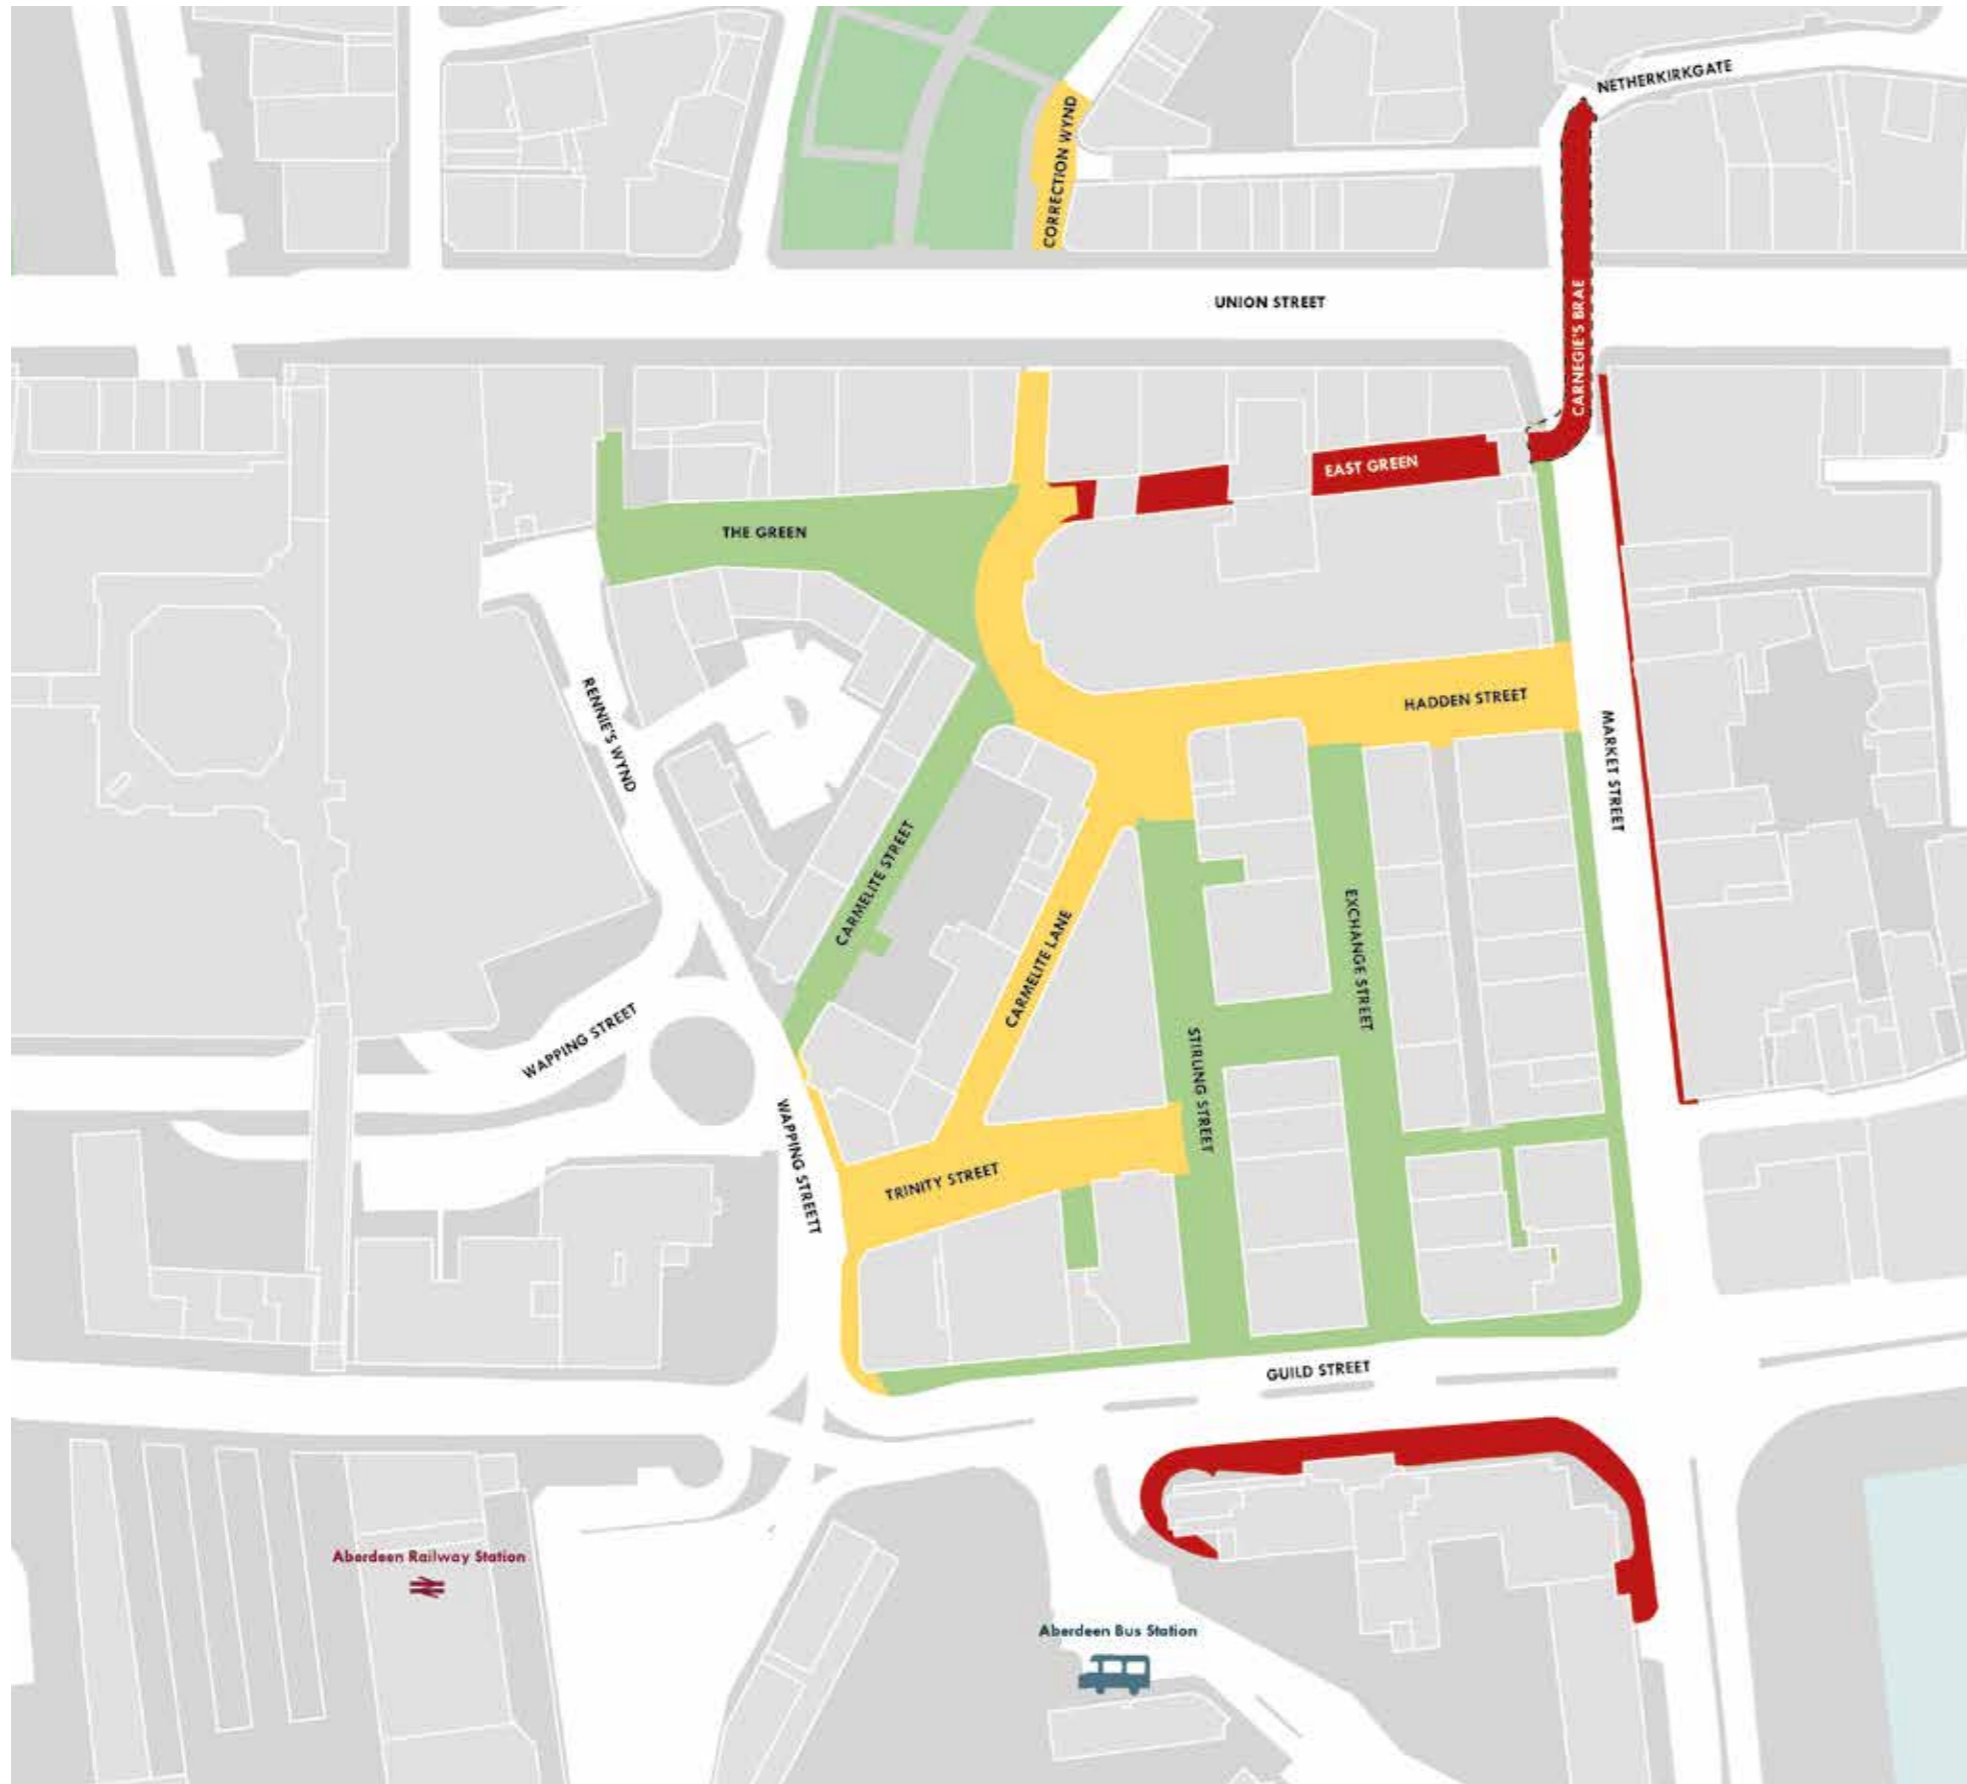 NETHERKIRKGATE
CORRECTION WYND
UNION STREET
CARNEGIE'S BRAE
EAST GREEN
THE GREEN
HADDEN STREET
RENNIE'S WYND
MARKET STREET
CARMELITE STREET
CARMELITE LANE
EXCHANGE STREET
WAPPING STREET
STIRLING STREET
WAPPING STREETT
TRINITY STREET
GUILD STREET
Aberdeen Railway Station
Aberdeen Bus Station